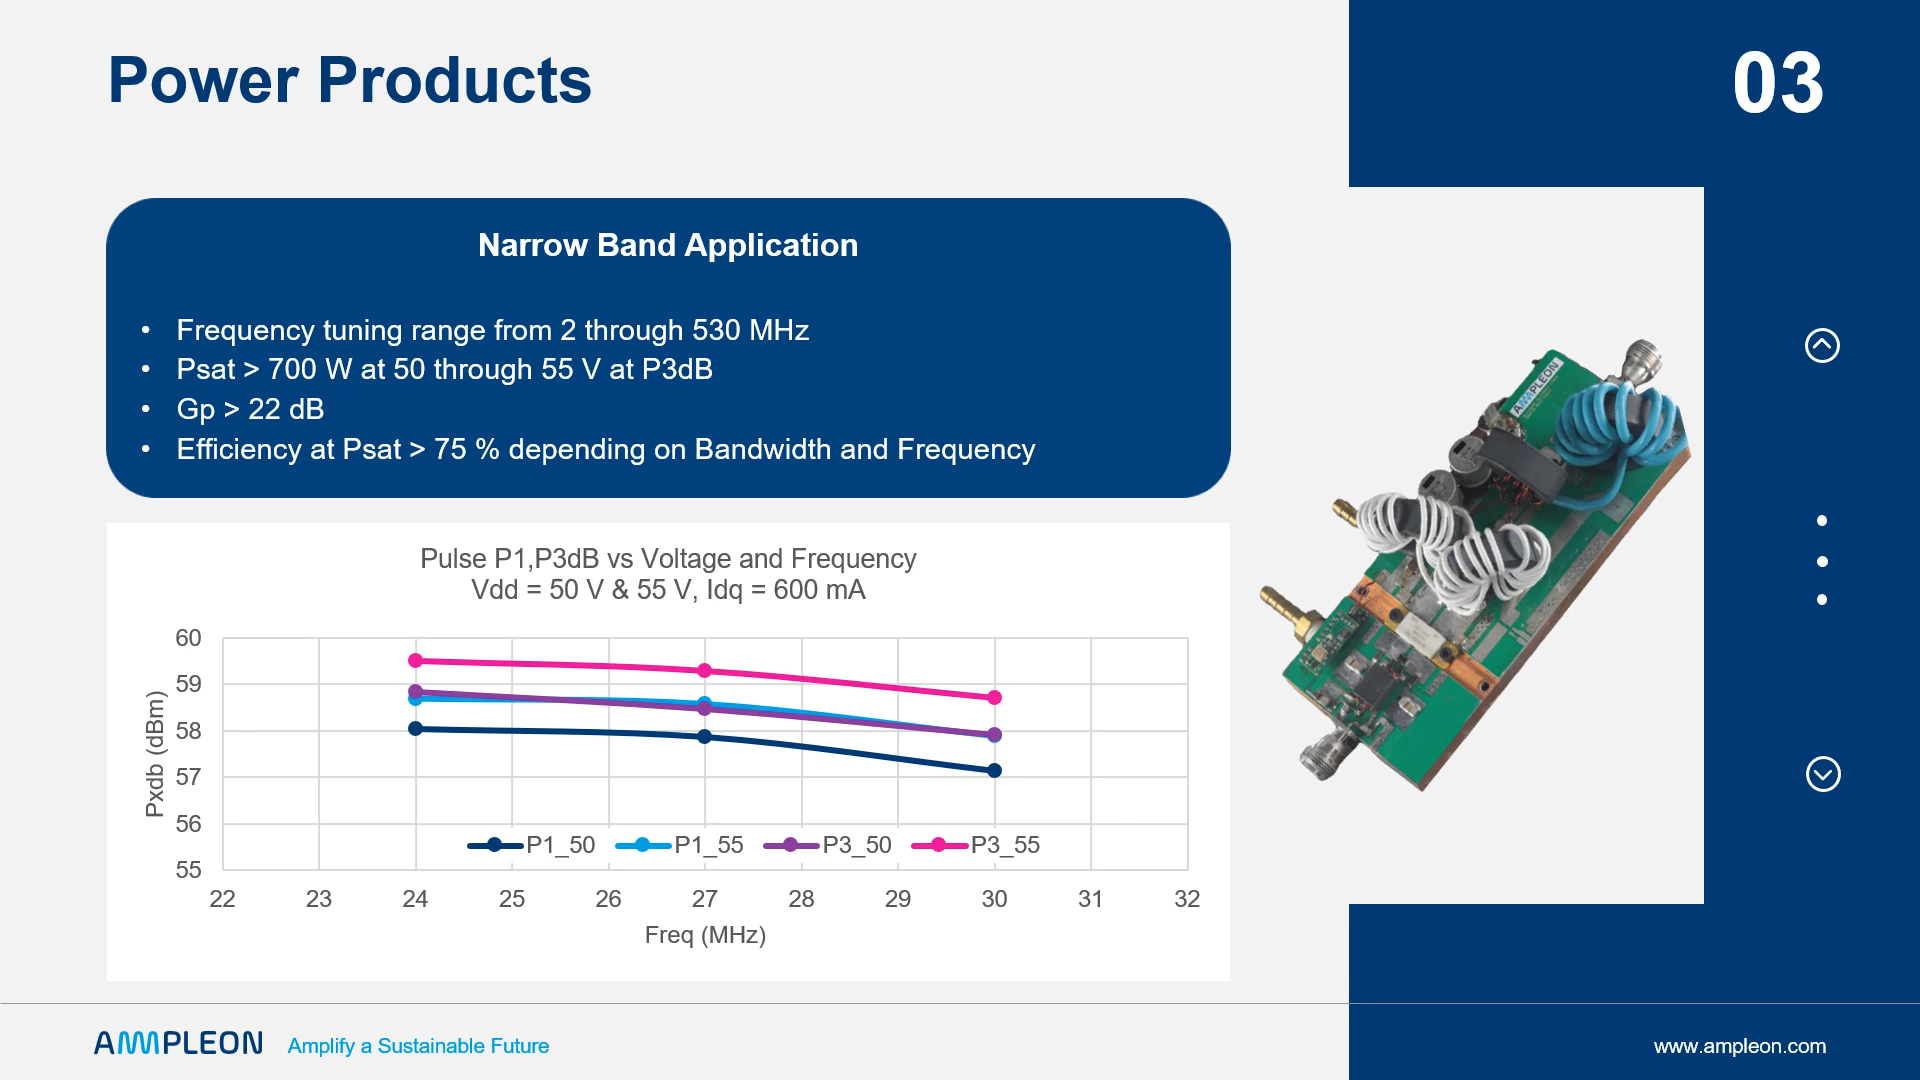 Power Products
03
Narrow Band Application
• Frequency tuning range from 2 through 530 MHz
• Psat > 700 W at 50 through 55 V at P3dB
• Gp > 22 dB
• Efficiency at Psat > 75 % depending on Bandwidth and Frequency
AMPLEON
Pulse P1,P3dB vs Voltage and Frequency
Vdd = 50 V & 55 V, Idq = 600 mA
Pxdb (dBm)
60
59
58
57
56
55
P1_50 P1_55 P3_50 P3_55
22 23 24 25 26 27 28 29 30 31 32
Freq (MHz)
AMPLEON Amplify a Sustainable Future
www.ampleon.com